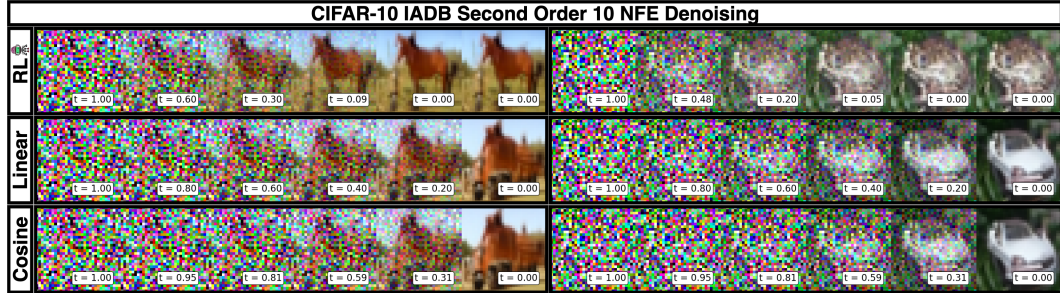 CIFAR-10 IADB Second Order 10 NFE Denoising
RL
t = 1.00 t = 0.60 t = 0.30 t = 0.09 t = 0.00 t = 0.00 t = 1.00 t = 0.48 t = 0.20 t = 0.05 t = 0.00 t = 0.00
Linear
t = 1.00 t = 0.80 t = 0.60 t = 0.40 t = 0.20 t = 0.00 t = 1.00 t = 0.80 t = 0.60 t = 0.40 t = 0.20 t = 0.00
Cosine
t = 1.00 t = 0.95 t = 0.81 t = 0.59 t = 0.31 t = 0.00 t = 1.00 t = 0.95 t = 0.81 t = 0.59 t = 0.31 t = 0.00